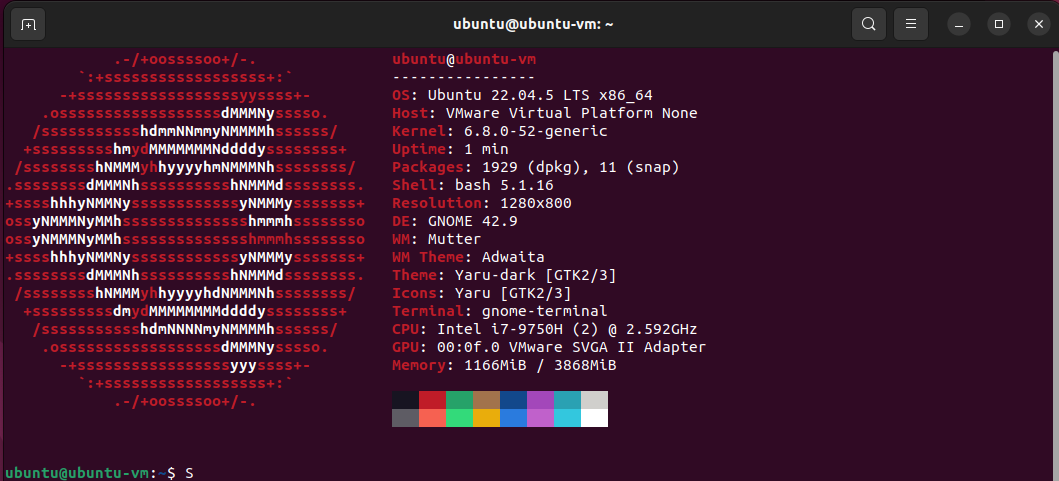 ubuntu@ubuntu-vm: ~
.-/+oossssoo+/-. ubuntu@ubuntu-vm
`:+ssssssssssssssssss+:` ----------------
-+ssssssssssssssssssyyssss+- OS: Ubuntu 22.04.5 LTS x86_64
.ossssssssssssssssssdMMMNysssso. Host: VMware Virtual Platform None
/ssssssssssshdmmNNmmyNMMMMhssssss/ Kernel: 6.8.0-52-generic
+ssssssssshmydMMMMMMMNddddyssssssss+ Uptime: 1 min
/sssssssshNMMMyhhyyyyhmNMMMNhssssssss/ Packages: 1929 (dpkg), 11 (snap)
.ssssssssdMMMNhsssssssssshNMMMdssssssss. Shell: bash 5.1.16
+sssshhhyNMMNyssssssssssssyNMMMysssssss+ Resolution: 1280x800
ossyNMMMNyMMhsssssssssssssshmmmhssssssso DE: GNOME 42.9
ossyNMMMNyMMhsssssssssssssshmmmhssssssso WM: Mutter
+sssshhhyNMMNyssssssssssssyNMMMysssssss+ WM Theme: Adwaita
.ssssssssdMMMNhsssssssssshNMMMdssssssss. Theme: Yaru-dark [GTK2/3]
/sssssssshNMMMyhhyyyyhdNMMMNhssssssss/ Icons: Yaru [GTK2/3]
+sssssssssdmydMMMMMMMMddddyssssssss+ Terminal: gnome-terminal
/ssssssssssshdmNNNNmyNMMMMhssssss/ CPU: Intel i7-9750H (2) @ 2.592GHz
.ossssssssssssssssssdMMMNysssso. GPU: 00:0f.0 VMware SVGA II Adapter
-+sssssssssssssssssyyyssss+- Memory: 1166MiB / 3868MiB
`:+ssssssssssssssssss+:`
.-/+oossssoo+/-.
ubuntu@ubuntu-vm:~$ S